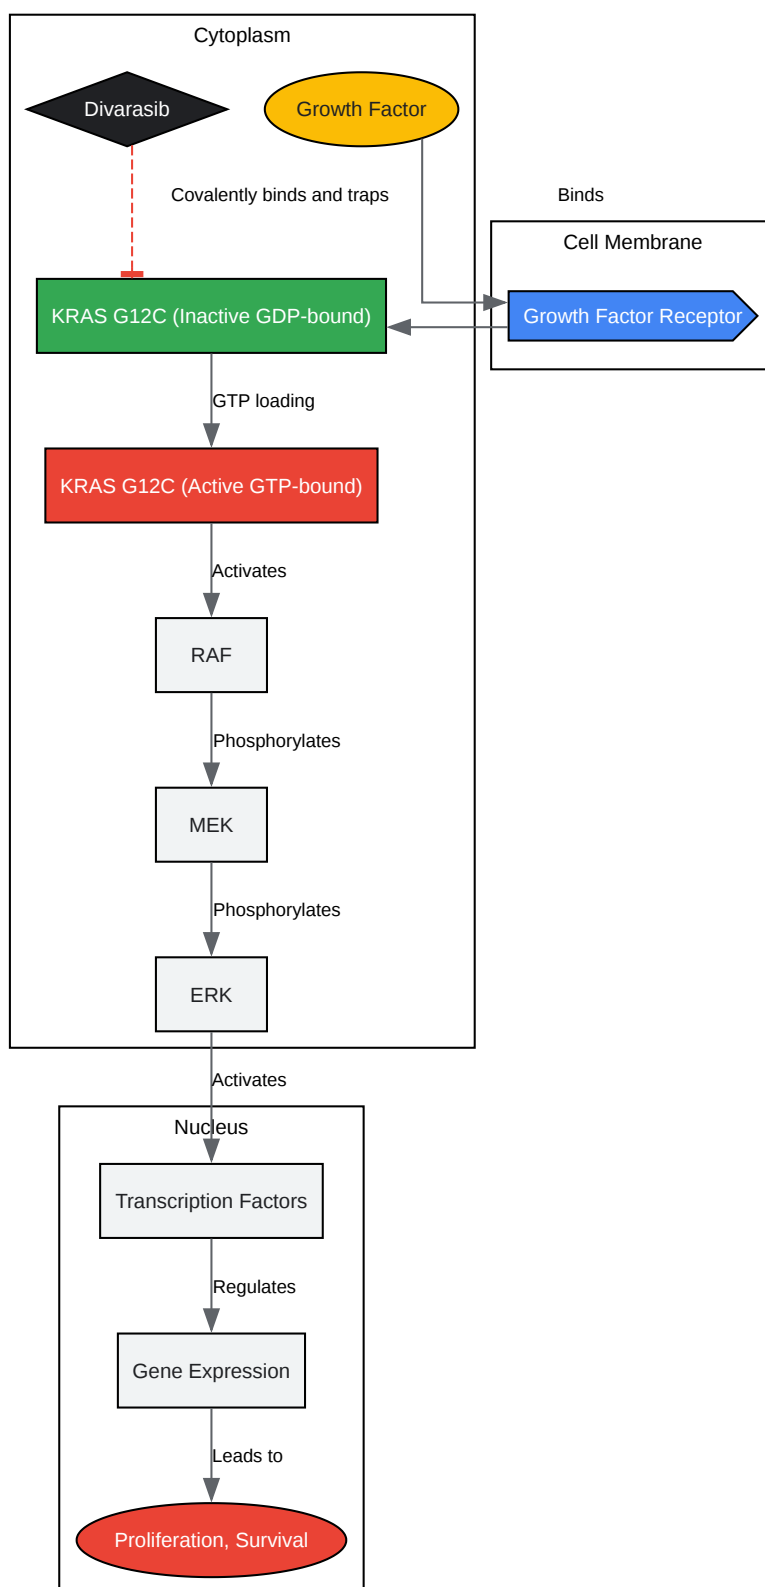 Cytoplasm
Divarasib
Growth Factor
Covalently binds and traps
Binds
Cell Membrane
KRAS G12C (Inactive GDP-bound)
Growth Factor Receptor
GTP loading
KRAS G12C (Active GTP-bound)
Activates
RAF
Phosphorylates
MEK
Phosphorylates
ERK
Activates
Nucleus
Transcription Factors
Regulates
Gene Expression
Leads to
Proliferation, Survival